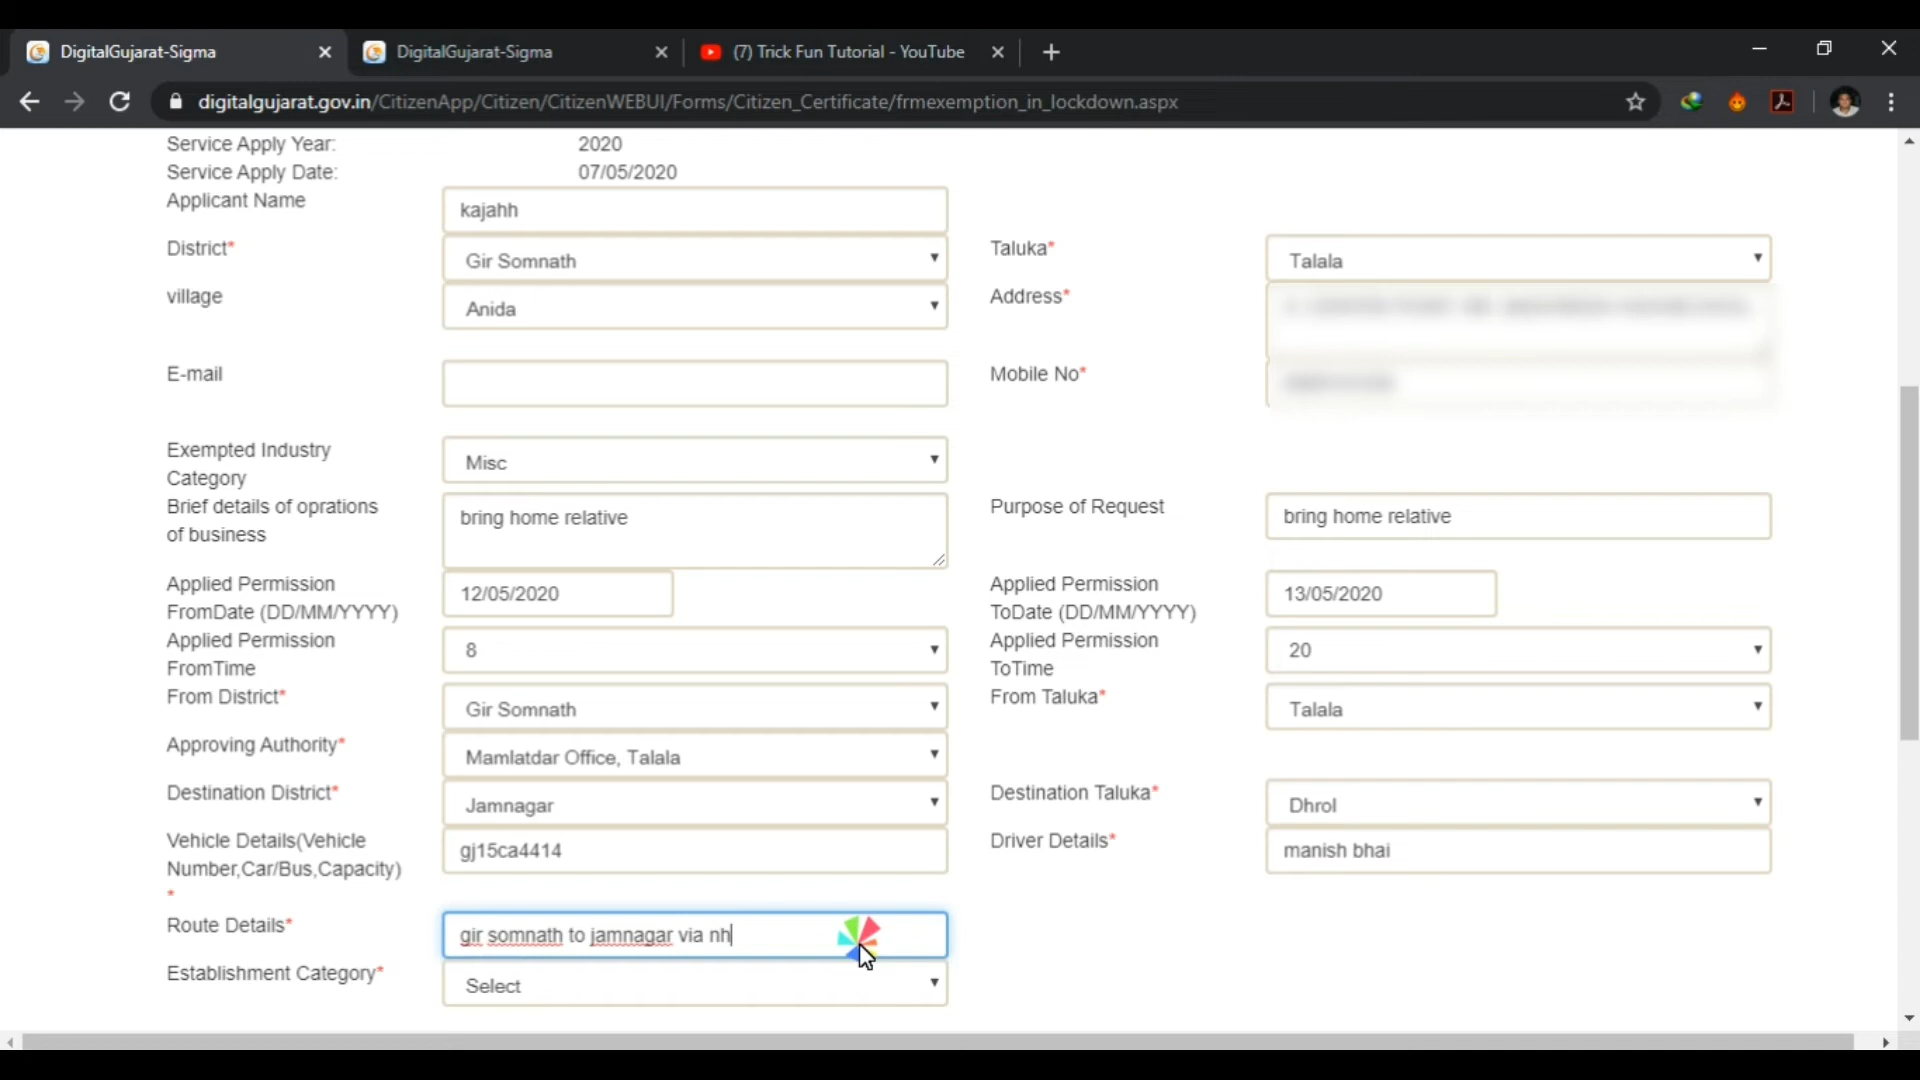 DigitalGujarat-Sigma
DigitalGujarat-Sigma
(7) Trick Fun Tutorial - YouTube
digitalgujarat.gov.in/CitizenApp/Citizen/CitizenWEBUI/Forms/Citizen_Certificate/frmexemption_in_lockdown.aspx
Service Apply Year: 2020
Service Apply Date: 07/05/2020
Applicant Name kajahh
District* Gir Somnath Taluka* Talala
village Anida Address*
E-mail Mobile No*
Exempted Industry
Category
Misc
Brief details of oprations
of business
bring home relative
Purpose of Request bring home relative
Applied Permission
FromDate (DD/MM/YYYY)
12/05/2020
Applied Permission
ToDate (DD/MM/YYYY)
13/05/2020
Applied Permission
FromTime
8
Applied Permission
ToTime
20
From District* Gir Somnath From Taluka* Talala
Approving Authority* Mamlatdar Office, Talala
Destination District* Jamnagar Destination Taluka* Dhrol
Vehicle Details(Vehicle
Number,Car/Bus,Capacity)
*
gj15ca4414
Driver Details* manish bhai
Route Details* gir somnath to jamnagar via nh
Establishment Category* Select